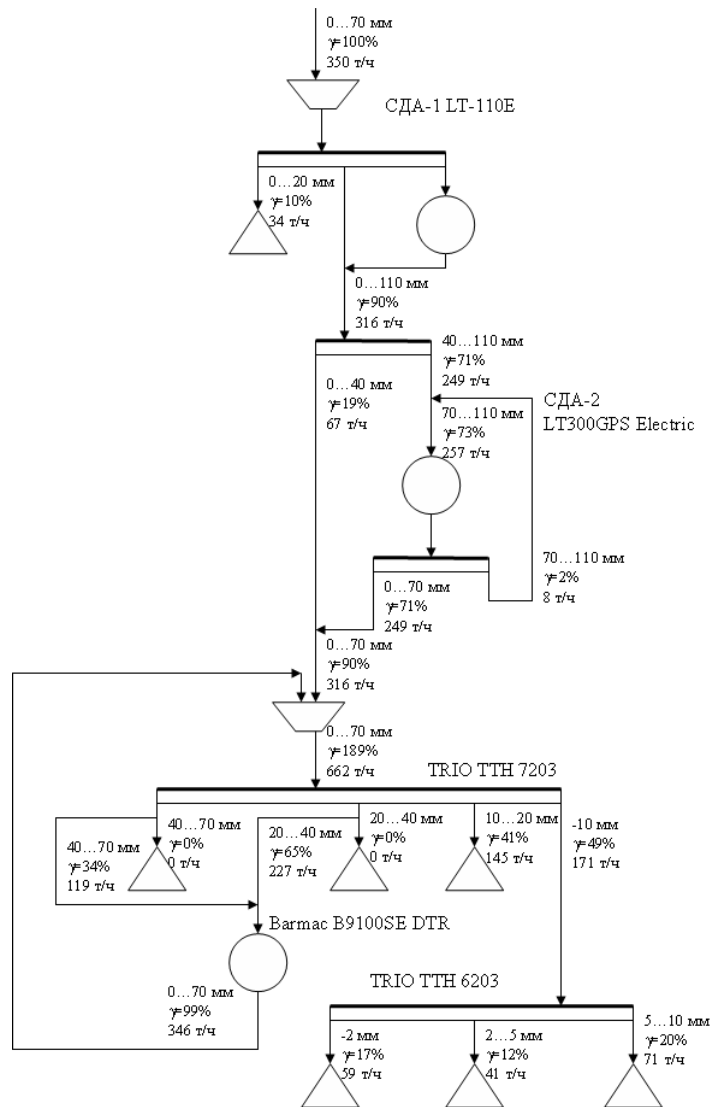 0...70 мм
γ=100%
350 т/ч
СДА-1 LT-110E
0...20 мм
γ=10%
34 т/ч
0...110 мм
γ=90%
316 т/ч
40...110 мм
γ=71%
249 т/ч
0...40 мм
γ=19%
67 т/ч
СДА-2
LT300GPS Electric
70...110 мм
γ=73%
257 т/ч
70...110 мм
γ=2%
8 т/ч
0...70 мм
γ=71%
249 т/ч
0...70 мм
γ=90%
316 т/ч
0...70 мм
γ=189%
662 т/ч
TRIO TTH 7203
40...70 мм
γ=34%
119 т/ч
40...70 мм
γ=0%
0 т/ч
20...40 мм
γ=65%
227 т/ч
20...40 мм
γ=0%
0 т/ч
10...20 мм
γ=41%
145 т/ч
-10 мм
γ=49%
171 т/ч
Barmac B9100SE DTR
0...70 мм
γ=99%
346 т/ч
TRIO TTH 6203
-2 мм
γ=17%
59 т/ч
2...5 мм
γ=12%
41 т/ч
5...10 мм
γ=20%
71 т/ч